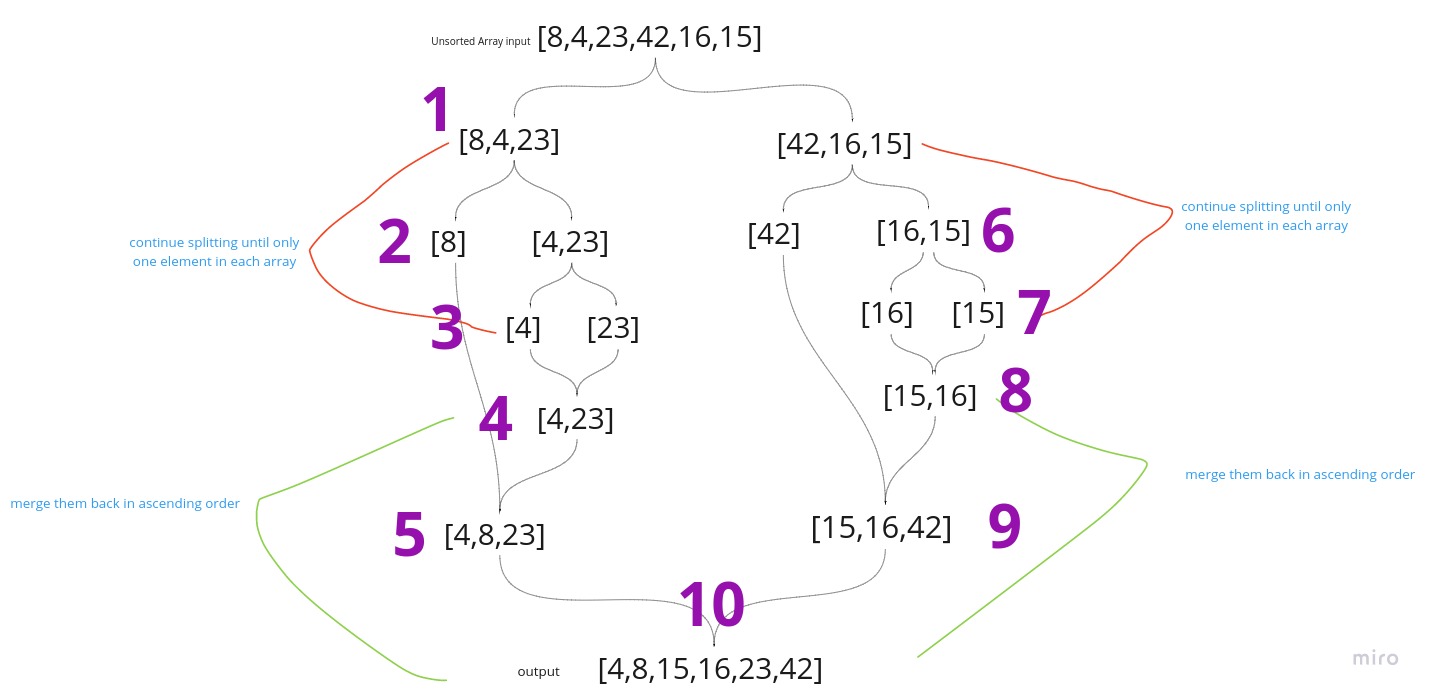 Unsorted Array input [8,4,23,42,16,15]
1
[8,4,23]
[42,16,15]
continue splitting until only
one element in each array
2
[8]
[4,23]
[42]
[16,15]
6
continue splitting until only
one element in each array
3
[4]
[23]
[16]
[15]
7
4
[4,23]
[15,16]
8
merge them back in ascending order
merge them back in ascending order
5
[4,8,23]
[15,16,42]
9
10
output [4,8,15,16,23,42]
miro